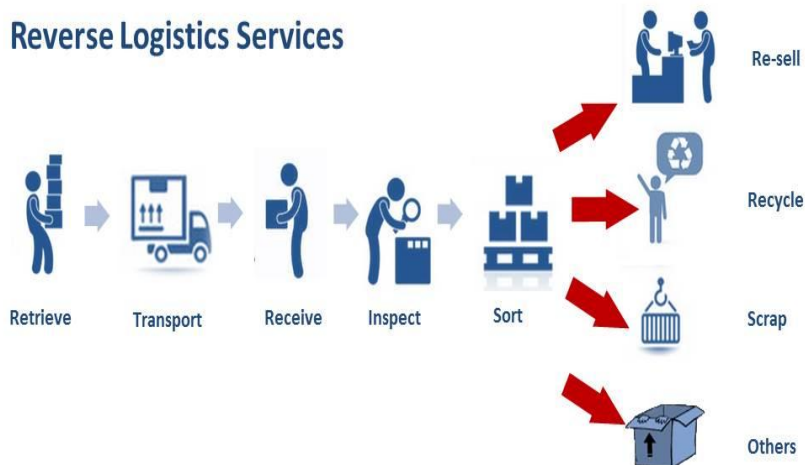 Reverse Logistics Services
Re-sell
Recycle
Retrieve
Transport
Receive
Inspect
Sort
Scrap
Others